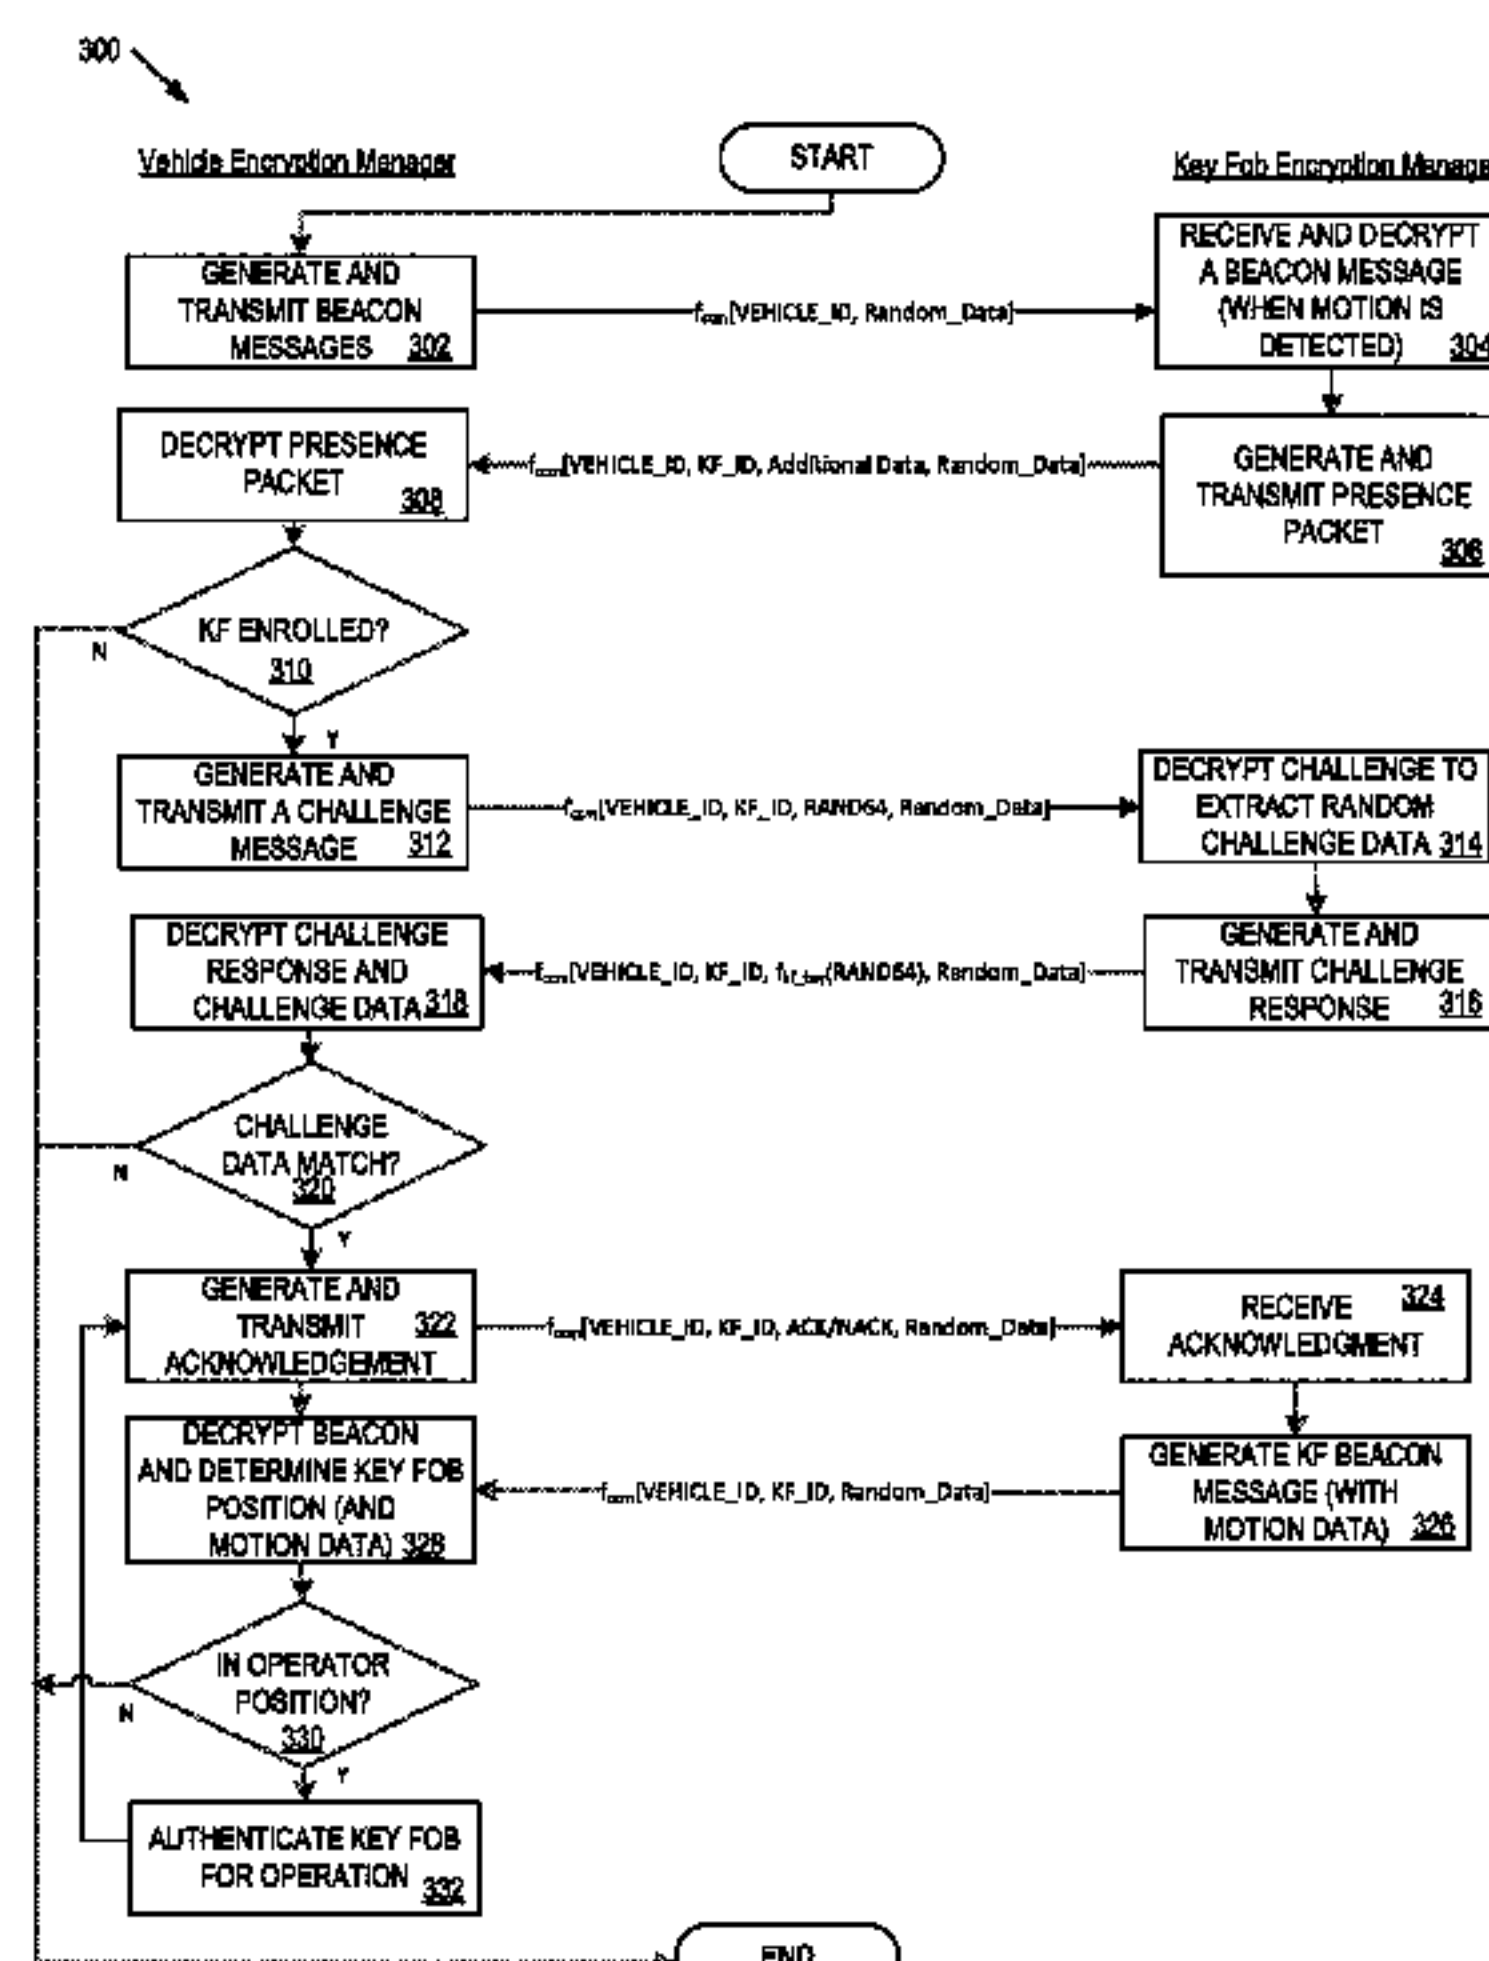 300
Vehicle Encryption Manager
START
Key Fob Encryption Manage
GENERATE AND
TRANSMIT BEACON
MESSAGES 302
f[VEHICLE_ID, Random_Data]
RECEIVE AND DECRYPT
A BEACON MESSAGE
(WHEN MOTION IS
DETECTED) 304
DECRYPT PRESENCE
PACKET 308
[VEHICLE_ID, KF_ID, Additional Data, Random_Data]
GENERATE AND
TRANSMIT PRESENCE
PACKET 306
KF ENROLLED?
310
N
Y
GENERATE AND
TRANSMIT A CHALLENGE
MESSAGE 312
[VEHICLE_ID, KF_ID, RAND64, Random_Data]
DECRYPT CHALLENGE TO
EXTRACT RANDOM
CHALLENGE DATA 314
DECRYPT CHALLENGE
RESPONSE AND
CHALLENGE DATA 318
[VEHICLE_ID, KF_ID, (RAND64), Random_Data]
GENERATE AND
TRANSMIT CHALLENGE
RESPONSE 316
CHALLENGE
DATA MATCH?
320
N
Y
GENERATE AND
TRANSMIT 322
ACKNOWLEDGEMENT
[VEHICLE_ID, KF_ID, ACK/NACK, Random_Data]
324
RECEIVE
ACKNOWLEDGMENT
DECRYPT BEACON
AND DETERMINE KEY FOB
POSITION (AND
MOTION DATA) 328
[VEHICLE_ID, KF_ID, Random_Data]
GENERATE KF BEACON
MESSAGE (WITH
MOTION DATA) 326
IN OPERATOR
POSITION?
330
N
Y
AUTHENTICATE KEY FOB
FOR OPERATION 332
END